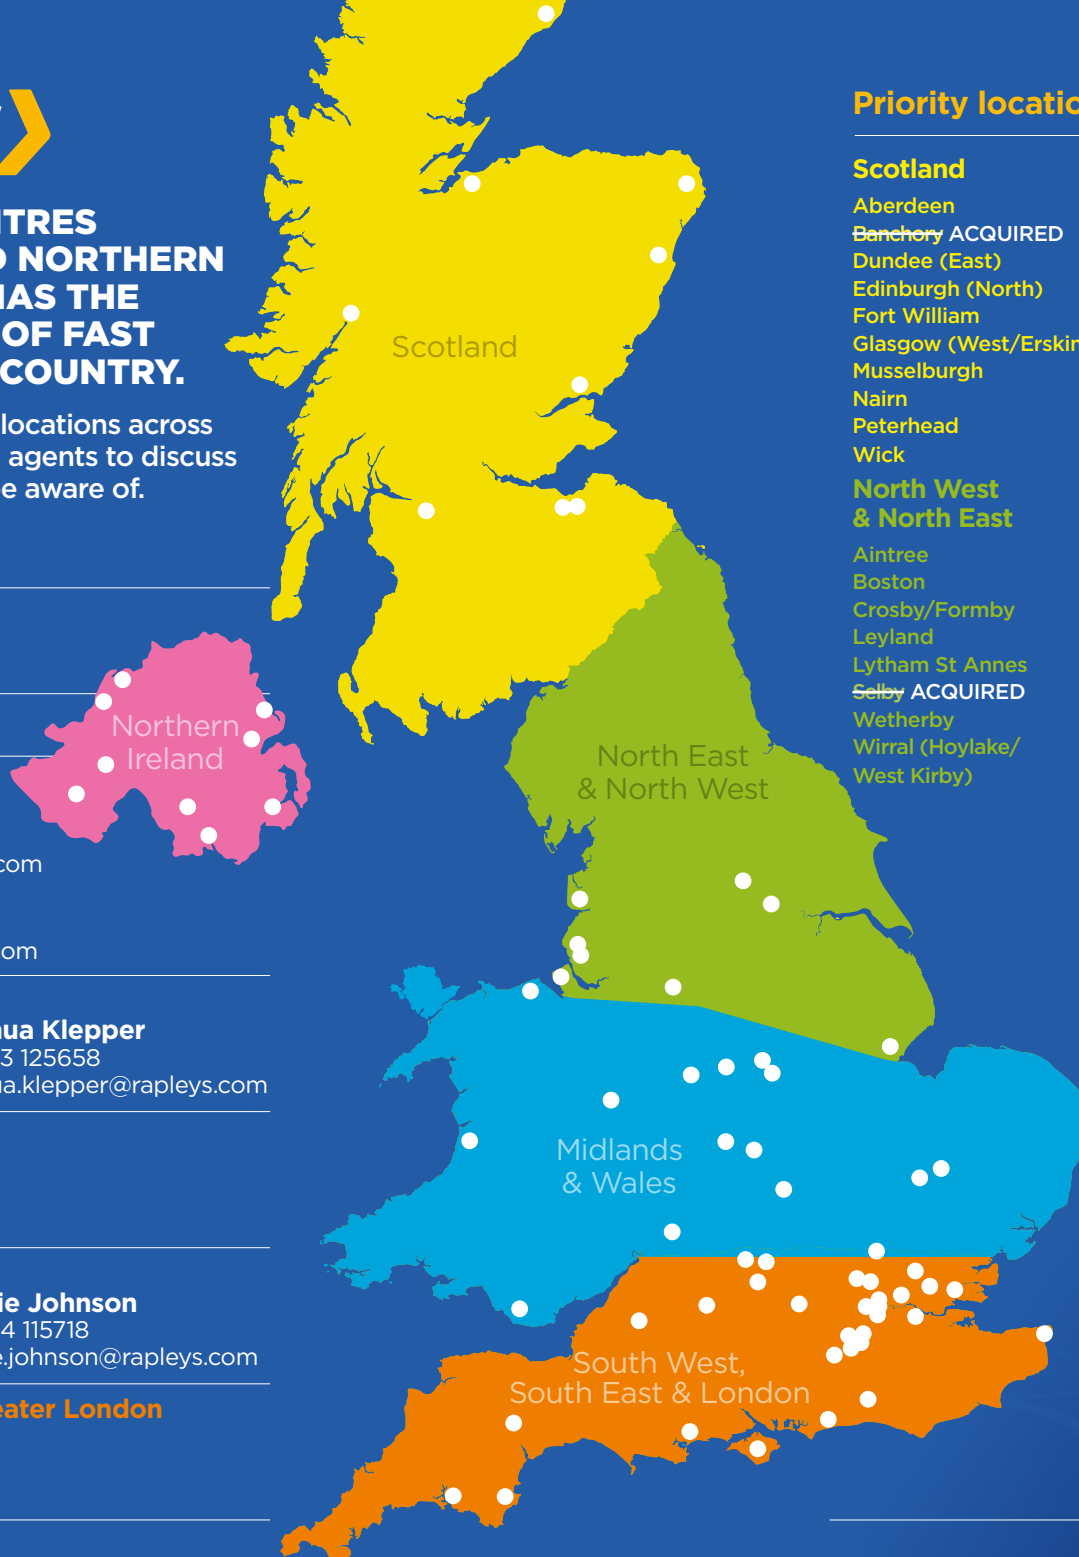 NORTHERN
HAS THE
OF FAST
COUNTRY.
locations across
agents to discuss
e aware of.
com
om
ua Klepper
3 125658
a.klepper@rapleys.com
ie Johnson
4 115718
e.johnson@rapleys.com
eater London
Scotland
Northern
Ireland
North East
& North West
Midlands
& Wales
South West,
South East & London
Priority locatio
Scotland
Aberdeen
Banchory ACQUIRED
Dundee (East)
Edinburgh (North)
Fort William
Glasgow (West/Erskin
Musselburgh
Nairn
Peterhead
Wick
North West
& North East
Aintree
Boston
Crosby/Formby
Leyland
Lytham St Annes
Selby ACQUIRED
Wetherby
Wirral (Hoylake/
West Kirby)